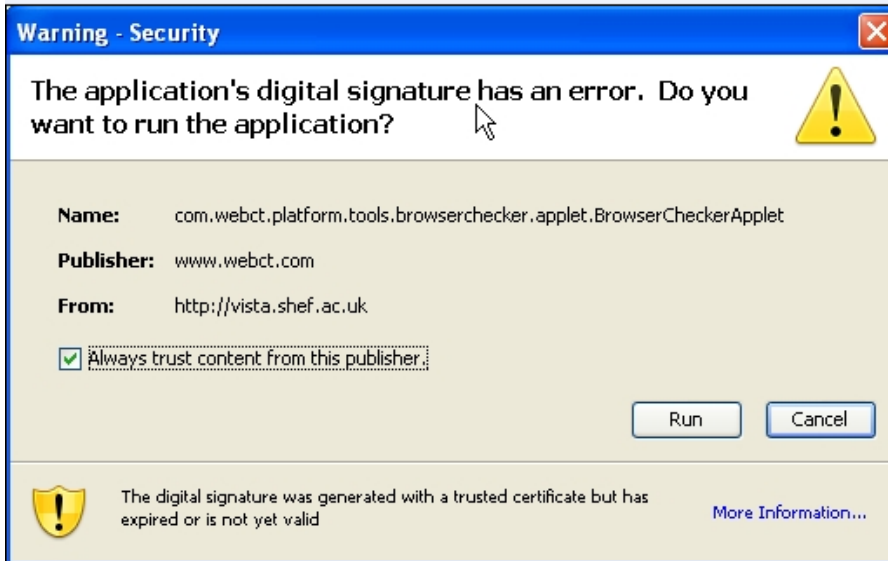 Warning - Security
The application's digital signature has an error. Do you
want to run the application?
Name: com.webct.platform.tools.browserchecker.applet.BrowserCheckerApplet
Publisher: www.webct.com
From: http://vista.shef.ac.uk
Always trust content from this publisher.
Run Cancel
The digital signature was generated with a trusted certificate but has
expired or is not yet valid
More Information...